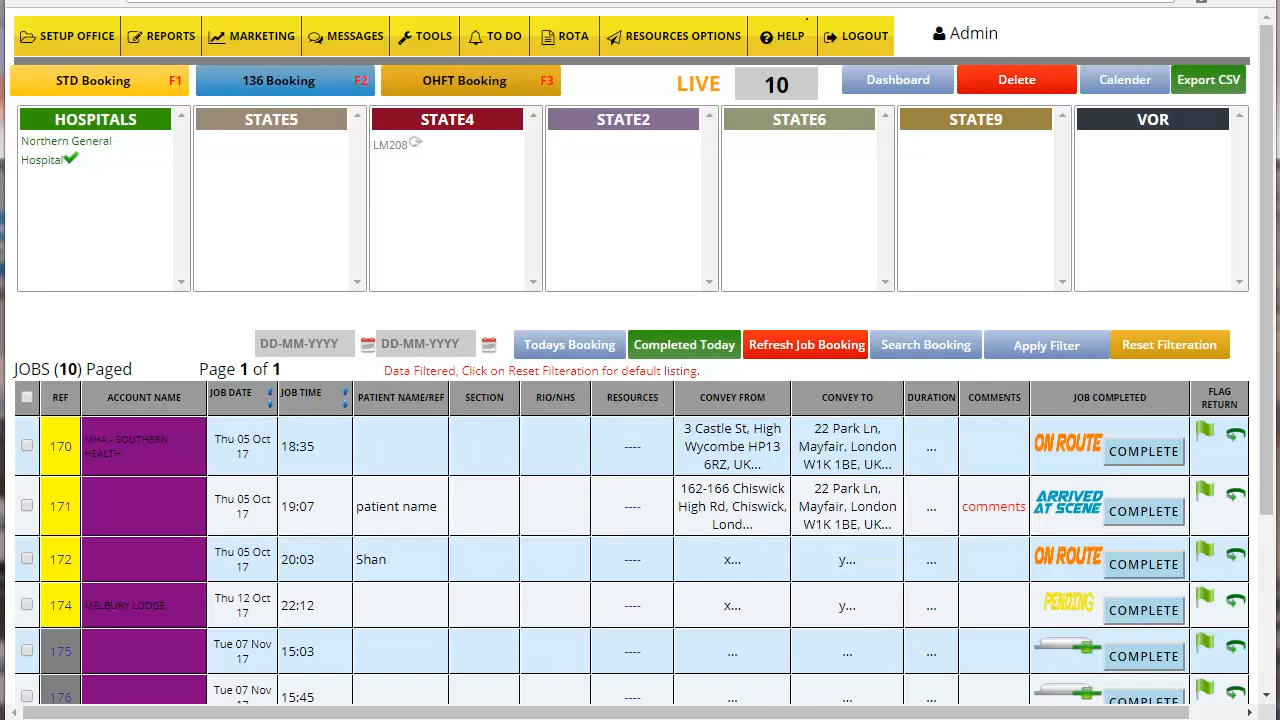 SETUP OFFICE REPORTS MARKETING MESSAGES TOOLS TO DO ROTA RESOURCES OPTIONS HELP LOGOUT Admin
STD Booking F1 136 Booking F2 OHFT Booking F3 LIVE 10 Dashboard Delete Calender Export CSV
HOSPITALS STATE5 STATE4 STATE2 STATE6 STATE9 VOR
Northern General
Hospital
LM208
DD-MM-YYYY DD-MM-YYYY Todays Booking Completed Today Refresh Job Booking Search Booking Apply Filter Reset Filteration
JOBS (10) Paged Page 1 of 1 Data Filtered, Click on Reset Filteration for default listing.
REF ACCOUNT NAME JOB DATE JOB TIME PATIENT NAME/REF SECTION RIO/NHS RESOURCES CONVEY FROM CONVEY TO DURATION COMMENTS JOB COMPLETED FLAG
RETURN
170
MHA - SOUTHERN
HEALTH
Thu 05 Oct
17
18:35
----
3 Castle St, High
Wycombe HP13
6RZ, UK...
22 Park Ln,
Mayfair, London
W1K 1BE, UK...
...
ON ROUTE
COMPLETE
171
Thu 05 Oct
17
19:07
patient name
----
162-166 Chiswick
High Rd, Chiswick,
Lond...
22 Park Ln,
Mayfair, London
W1K 1BE, UK...
...
comments
ARRIVED
AT SCENE
COMPLETE
172
Thu 05 Oct
17
20:03
Shan
----
x...
y...
...
ON ROUTE
COMPLETE
174
MELBURY LODGE
Thu 12 Oct
17
22:12
----
x...
y...
...
PENDING
COMPLETE
175
Tue 07 Nov
17
15:03
----
...
...
...
COMPLETE
176
Tue 07 Nov
17
15:45
----
...
...
...
COMPLETE